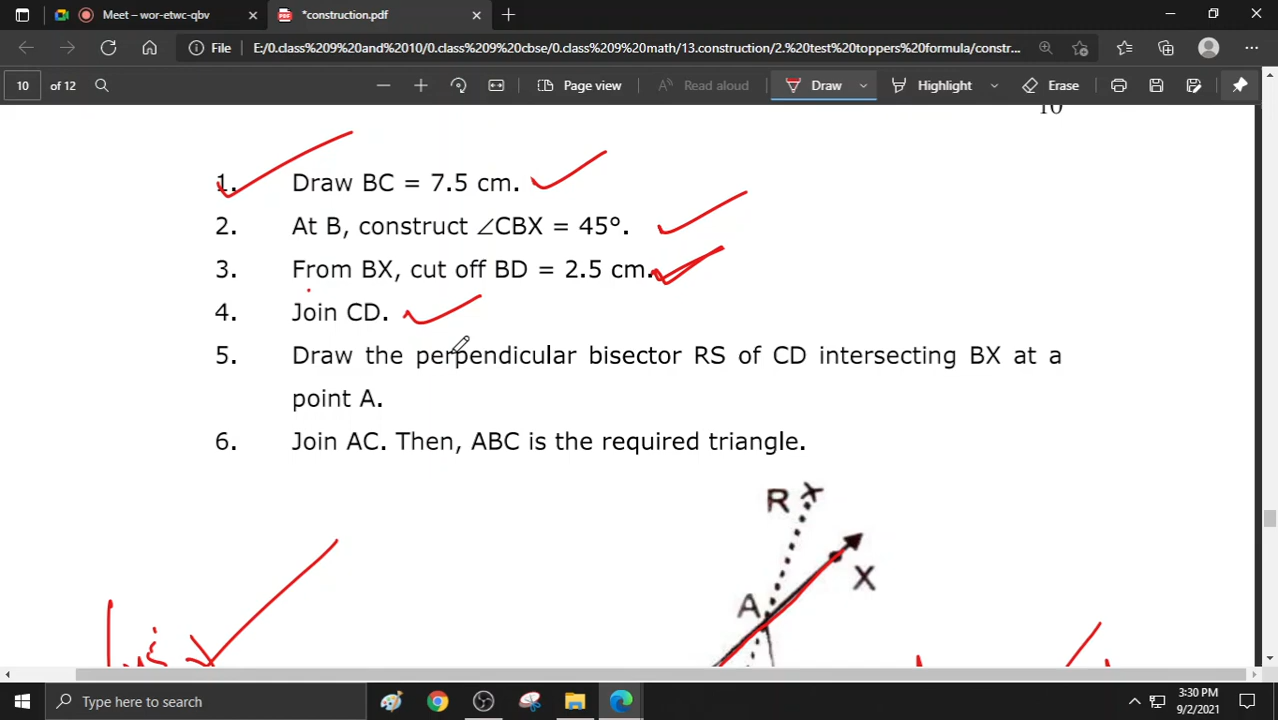 Meet – wor-etwc-qbv
*construction.pdf
File
E:/0.class%209%20and%2010/0.class%209%20cbse/0.class%209%20math/13.construction/2.%20test%20toppers%20formula/constr...
10 of 12
Page view
Read aloud
Draw
Highlight
Erase
10
1. Draw BC = 7.5 cm.
2. At B, construct ∠CBX = 45°.
3. From BX, cut off BD = 2.5 cm.
4. Join CD.
5. Draw the perpendicular bisector RS of CD intersecting BX at a
point A.
6. Join AC. Then, ABC is the required triangle.
R
X
A
Type here to search
3:30 PM
9/2/2021